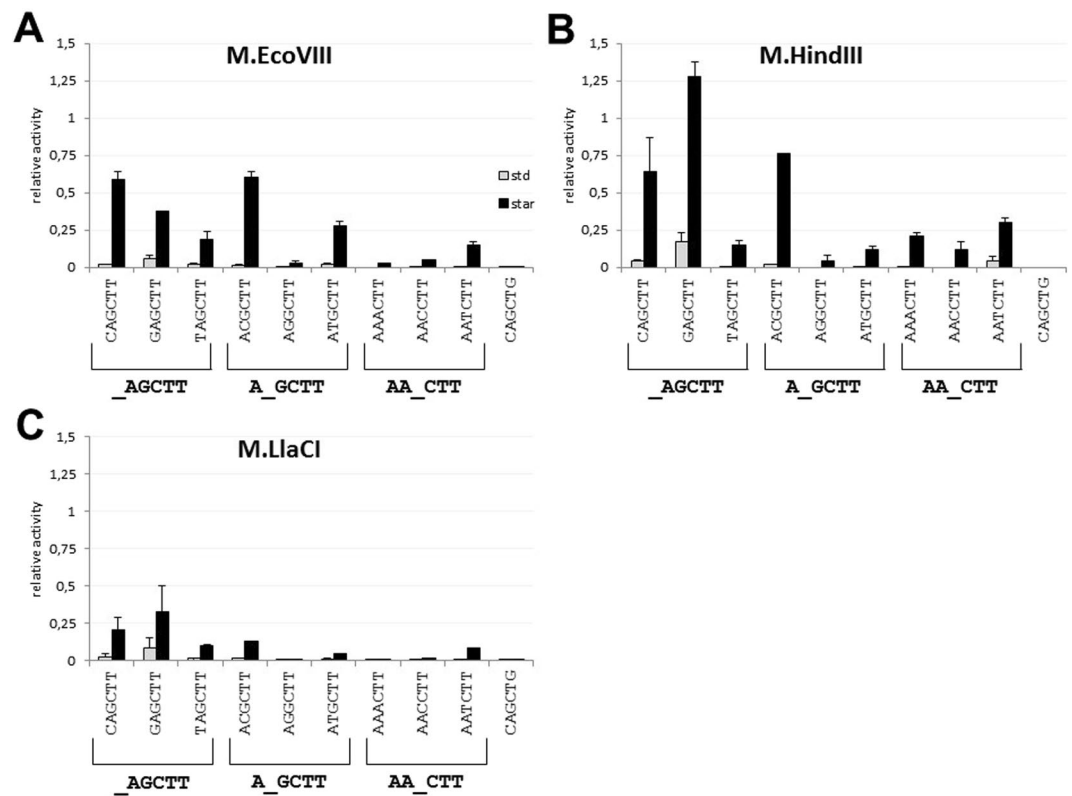 A
M.EcoVIII
relative activity
1,5
1,25
1
0,75
0,5
0,25
0
std
star
CAGCTT
GAGCTT
TAGCTT
ACGCTT
AGGCTT
ATGCTT
AAACTT
AACCTT
AATCTT
CAGCTG
_AGCTT
A_GCTT
AA_CTT
B
M.HindIII
relative activity
1,5
1,25
1
0,75
0,5
0,25
0
CAGCTT
GAGCTT
TAGCTT
ACGCTT
AGGCTT
ATGCTT
AAACTT
AACCTT
AATCTT
CAGCTG
_AGCTT
A_GCTT
AA_CTT
C
M.LlaCI
relative activity
1,5
1,25
1
0,75
0,5
0,25
0
CAGCTT
GAGCTT
TAGCTT
ACGCTT
AGGCTT
ATGCTT
AAACTT
AACCTT
AATCTT
CAGCTG
_AGCTT
A_GCTT
AA_CTT